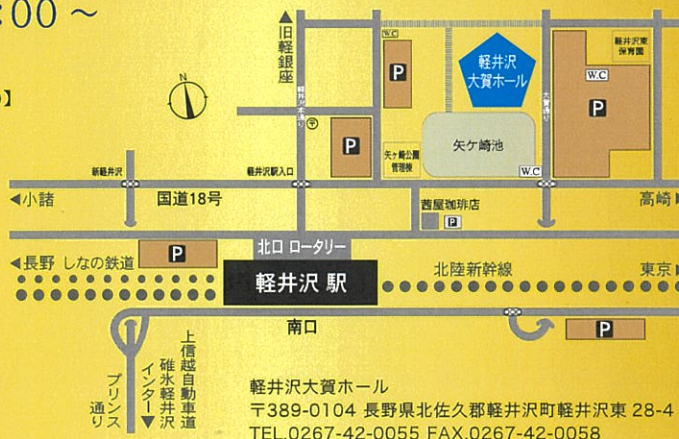 :00 ~
】
▲旧軽銀座
W.C
P
軽井沢
大賀ホール
軽井沢東
保育園
W.C
P
N
軽井沢本通り
大賀通り
〒
P
矢ケ崎公園
管理棟
矢ケ崎池
W.C
新軽井沢
軽井沢駅入口
◀小諸
国道18号
茜屋珈琲店
P
高崎▶
◀長野 しなの鉄道
P
北口 ロータリー
軽井沢 駅
北陸新幹線
東京▶
南口
P
上信越自動車道
碓氷軽井沢
インター▼
プリンス
通り
軽井沢大賀ホール
〒389-0104 長野県北佐久郡軽井沢町軽井沢東 28-4
TEL.0267-42-0055 FAX.0267-42-0058